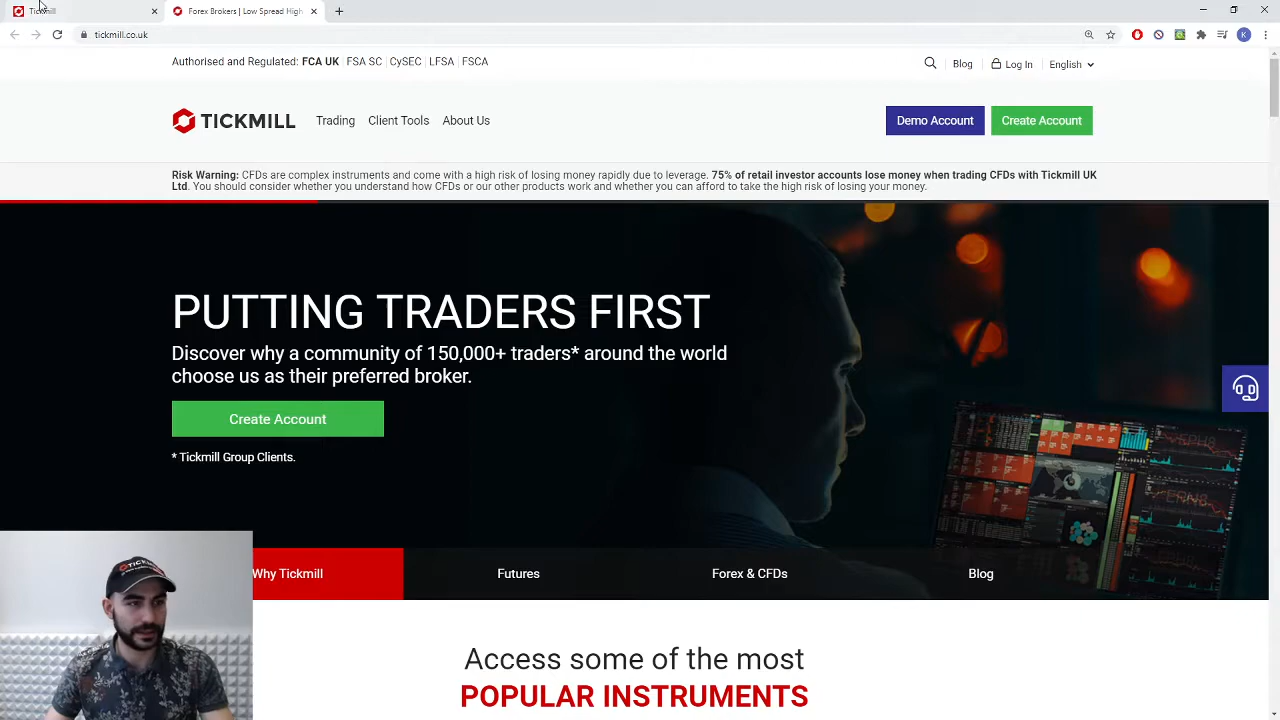 Tickmill
Forex Brokers | Low Spread High
tickmill.co.uk
K
Authorised and Regulated: FCA UK FSA SC CySEC LFSA FSCA
Blog Log In English
TICKMILL Trading Client Tools About Us
Demo Account Create Account
Risk Warning: CFDs are complex instruments and come with a high risk of losing money rapidly due to leverage. 75% of retail investor accounts lose money when trading CFDs with Tickmill UK
Ltd. You should consider whether you understand how CFDs or our other products work and whether you can afford to take the high risk of losing your money.
PUTTING TRADERS FIRST
Discover why a community of 150,000+ traders* around the world
choose us as their preferred broker.
Create Account
* Tickmill Group Clients.
Why Tickmill Futures Forex & CFDs Blog
TICKMILL
Access some of the most
POPULAR INSTRUMENTS